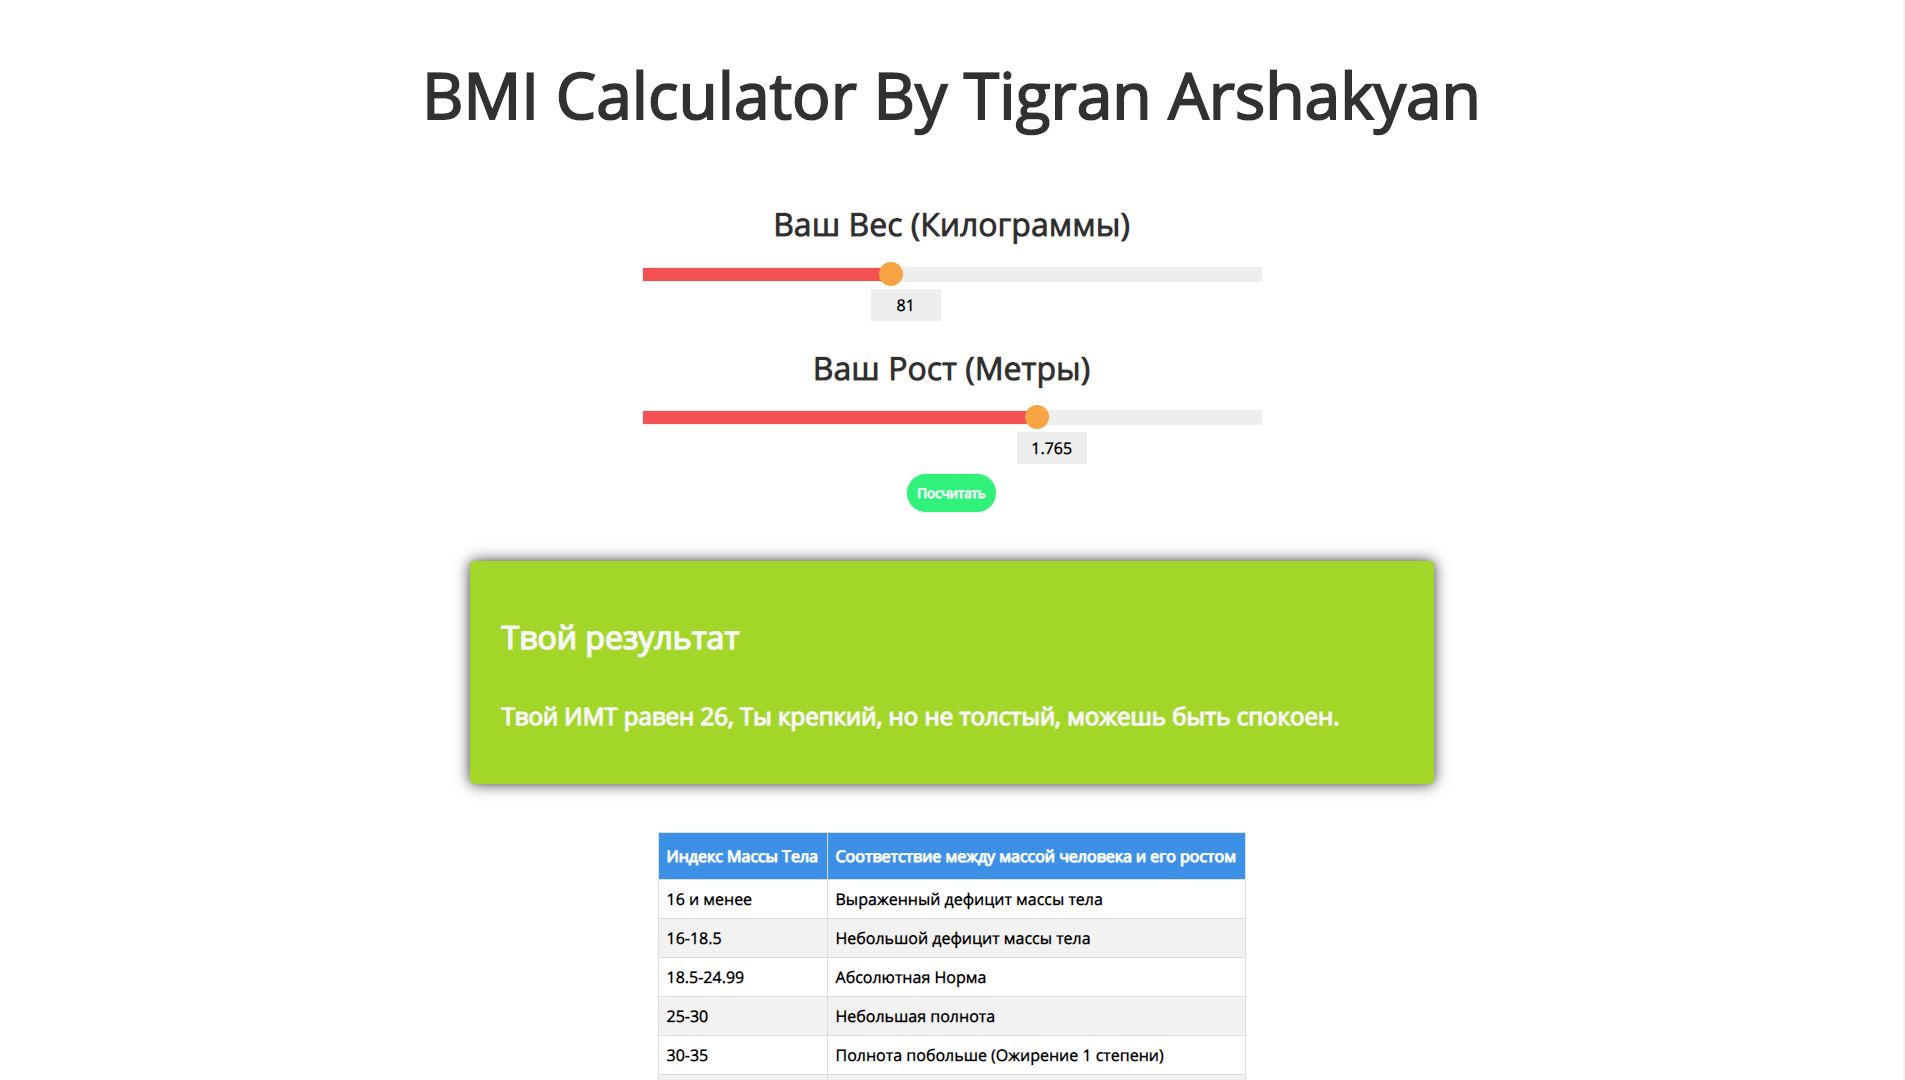 BMI Calculator By Tigran Arshakyan
Ваш Вес (Килограммы)
81
Ваш Рост (Метры)
1.765
Посчитать
Твой результат
Твой ИМТ равен 26, Ты крепкий, но не толстый, можешь быть спокоен.
Индекс Массы Тела Соответствие между массой человека и его ростом
16 и менее Выраженный дефицит массы тела
16-18.5 Небольшой дефицит массы тела
18.5-24.99 Абсолютная Норма
25-30 Небольшая полнота
30-35 Полнота побольше (Ожирение 1 степени)